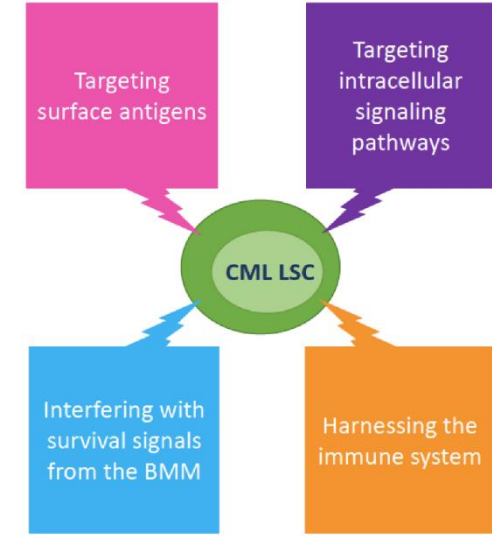 Targeting
surface antigens
Targeting
intracellular
signaling
pathways
CML LSC
Interfering with
survival signals
from the BMM
Harnessing the
immune system